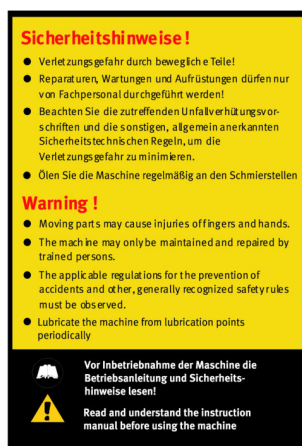 Sicherheitshinweise!
Verletzungsgefahr durch bewegliche Teile!
Reparaturen, Wartungen und Aufrüstungen dürfen nur
von Fachpersonal durchgeführt werden!
Beachten Sie die zutreffenden Unfallverhütungsvor-
schriften und die sonstigen, allgemein anerkannten
Sicherheitstechnischen Regeln, um die
Verletzungsgefahr zu minimieren.
Ölen Sie die Maschine regelmäßig an den Schmierstellen
Warning !
Moving parts may cause injuries of fingers and hands.
The machine may only be maintained and repaired by
trained persons.
The applicable regulations for the prevention of
accidents and other, generally recognized safety rules
must be observed.
Lubricate the machine from lubrication points
periodically
Vor Inbetriebnahme der Maschine die
Betriebsanleitung und Sicherheits-
hinweise lesen!
Read and understand the instruction
manual before using the machine